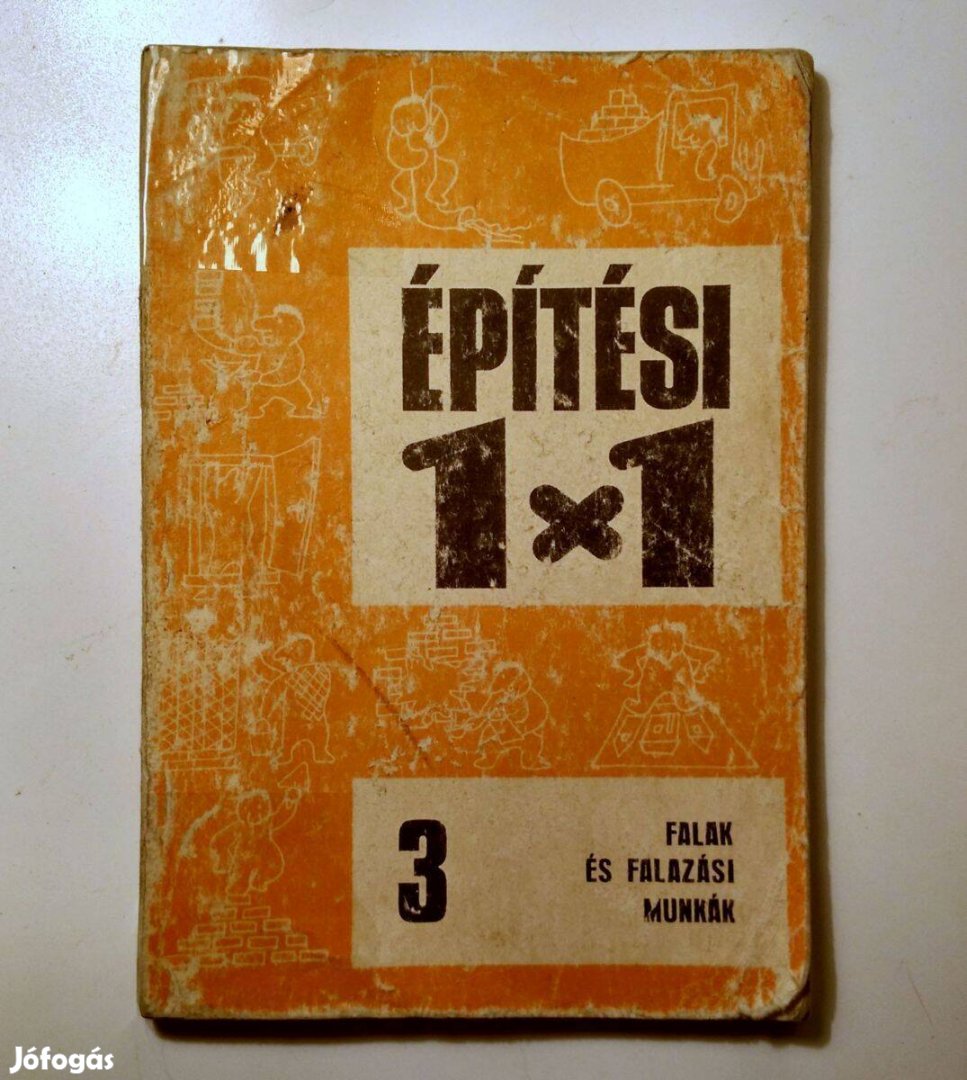 ÉPÍTÉSI
1×1
3
FALAK
ÉS FALAZÁSI
MUNKÁK
Jófogás